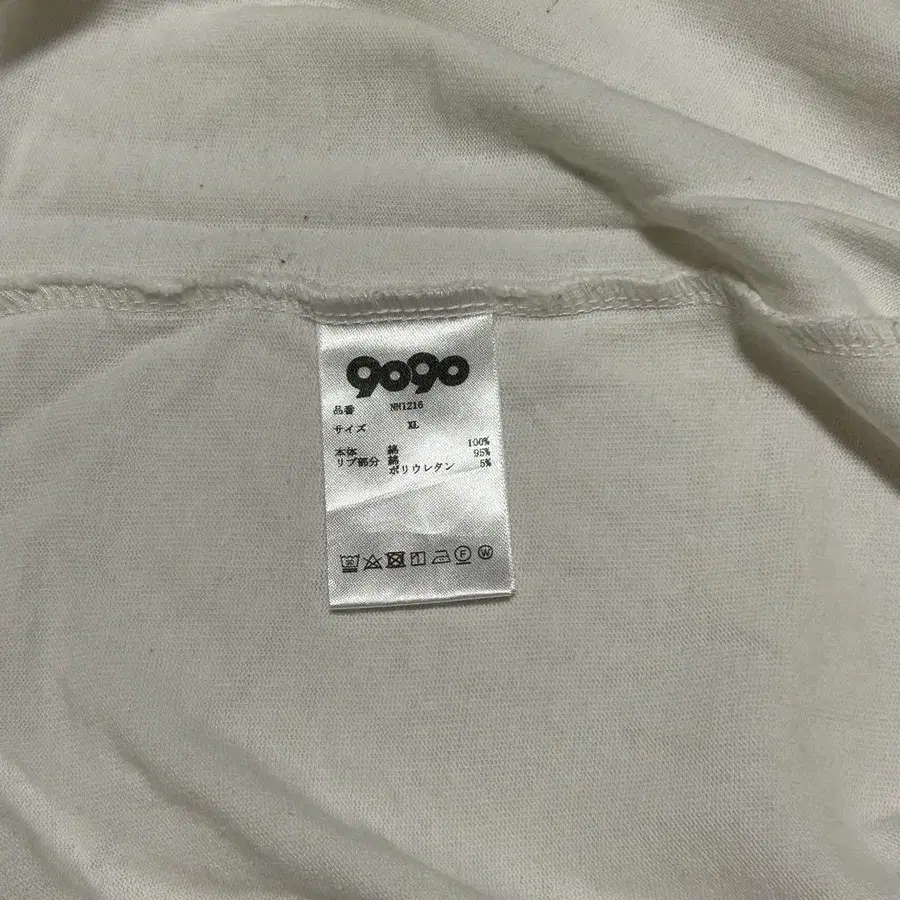 9090
品番 NN1216
サイズ XL
本体 綿 100%
リブ部分 綿 95%
ポリウレタン 5%
30
F
W